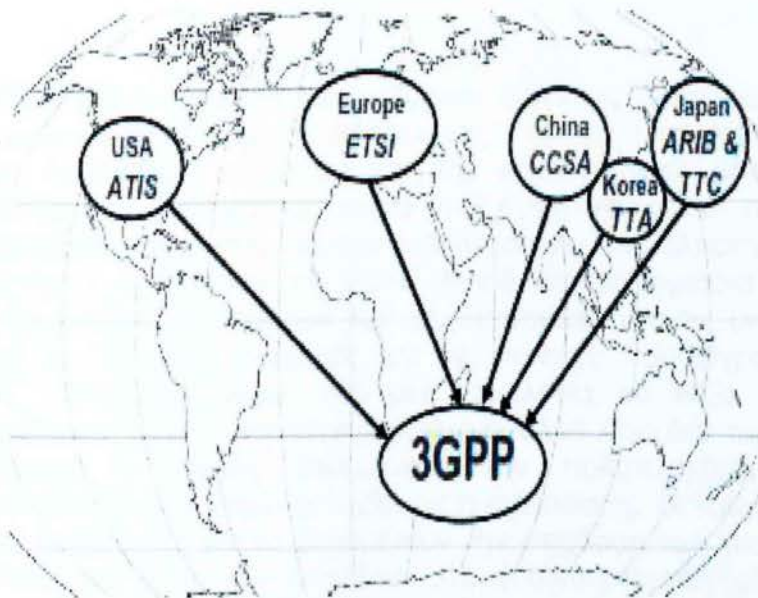 USA
ATIS
Europe
ETSI
China
CCSA
Korea
TTA
Japan
ARIB &
TTC
3GPP